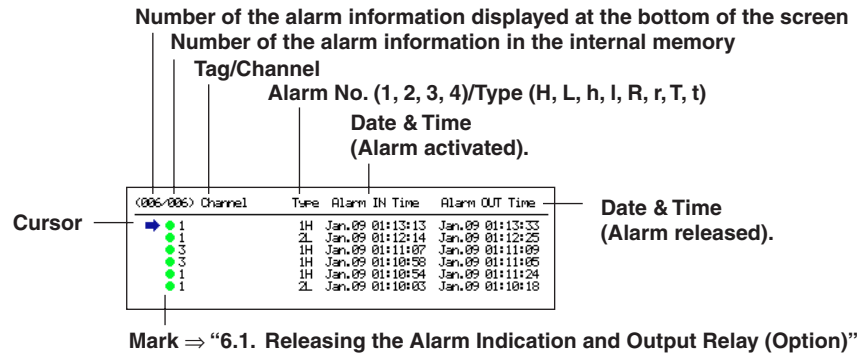 Number of the alarm information displayed at the bottom of the screen
Number of the alarm information in the internal memory
Tag/Channel
Alarm No. (1, 2, 3, 4)/Type (H, L, h, l, R, r, T, t)
Date & Time
(Alarm activated).
(006/006) Channel Type Alarm IN Time Alarm OUT Time
Cursor
Date & Time
(Alarm released).
1 1H Jan.09 01:13:13 Jan.09 01:13:33
1 2L Jan.09 01:12:14 Jan.09 01:12:25
3 1H Jan.09 01:11:07 Jan.09 01:11:09
3 1H Jan.09 01:10:58 Jan.09 01:11:05
1 1H Jan.09 01:10:54 Jan.09 01:11:24
1 2L Jan.09 01:10:03 Jan.09 01:10:18
Mark ⇒ “6.1. Releasing the Alarm Indication and Output Relay (Option)”